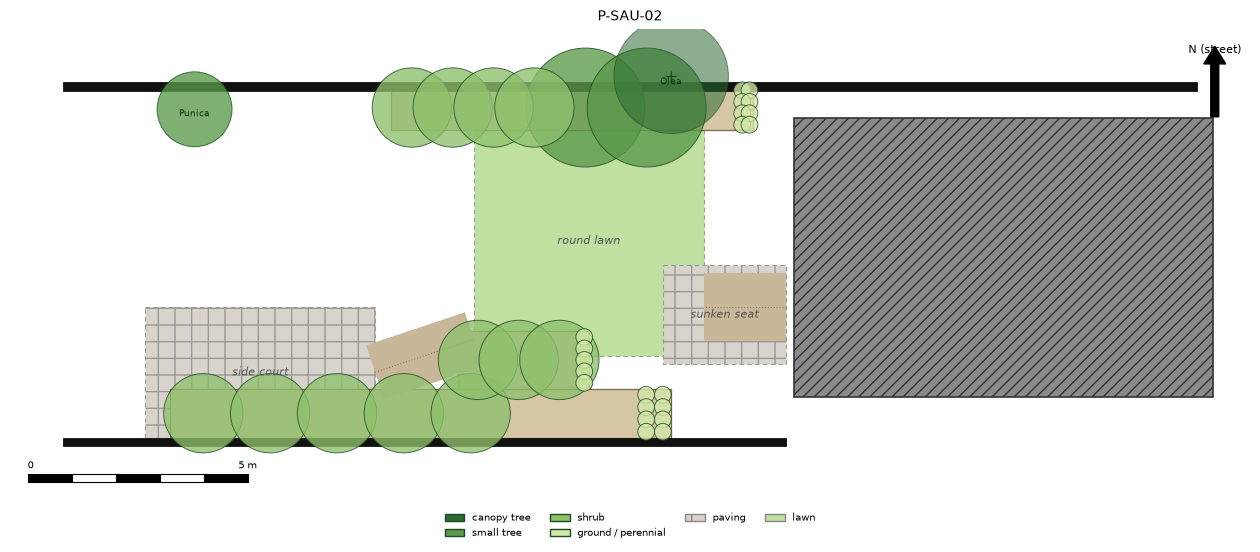 P-SAU-02
N (street)
Olea
Punica
round lawn
sunken seat
side court
0 5 m
canopy tree shrub paving lawn
small tree ground / perennial